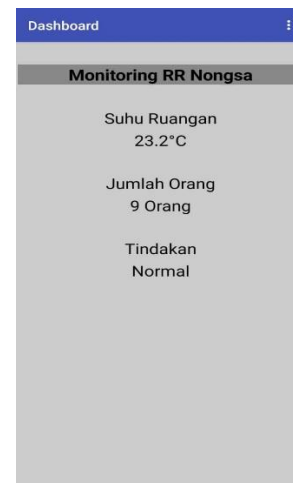 Dashboard
Monitoring RR Nongsa
Suhu Ruangan
23.2°C
Jumlah Orang
9 Orang
Tindakan
Normal